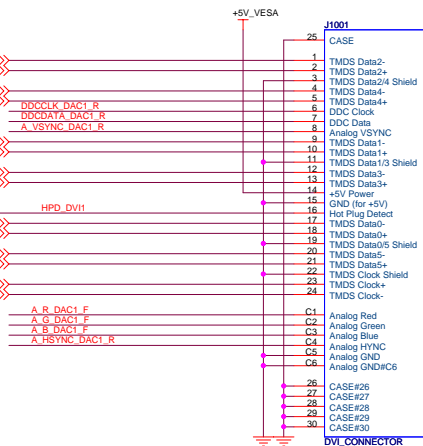 +5V_VESA
J1001
25 CASE
1 TMDS Data2-
2 TMDS Data2+
3 TMDS Data2/4 Shield
4 TMDS Data4-
5 TMDS Data4+
DDCCLK_DAC1_R 6 DDC Clock
DDCDATA_DAC1_R 7 DDC Data
A_VSYNC_DAC1_R 8 Analog VSYNC
9 TMDS Data1-
10 TMDS Data1+
11 TMDS Data1/3 Shield
12 TMDS Data3-
13 TMDS Data3+
14 +5V Power
15 GND (for +5V)
HPD_DVI1 16 Hot Plug Detect
17 TMDS Data0-
18 TMDS Data0+
19 TMDS Data0/5 Shield
20 TMDS Data5-
21 TMDS Data5+
22 TMDS Clock Shield
23 TMDS Clock+
24 TMDS Clock-
A_R_DAC1_F C1 Analog Red
A_G_DAC1_F C2 Analog Green
A_B_DAC1_F C3 Analog Blue
A_HSYNC_DAC1_R C4 Analog HYNC
C5 Analog GND
C6 Analog GND#C6
26 CASE#26
27 CASE#27
28 CASE#28
29 CASE#29
30 CASE#30
DVI_CONNECTOR